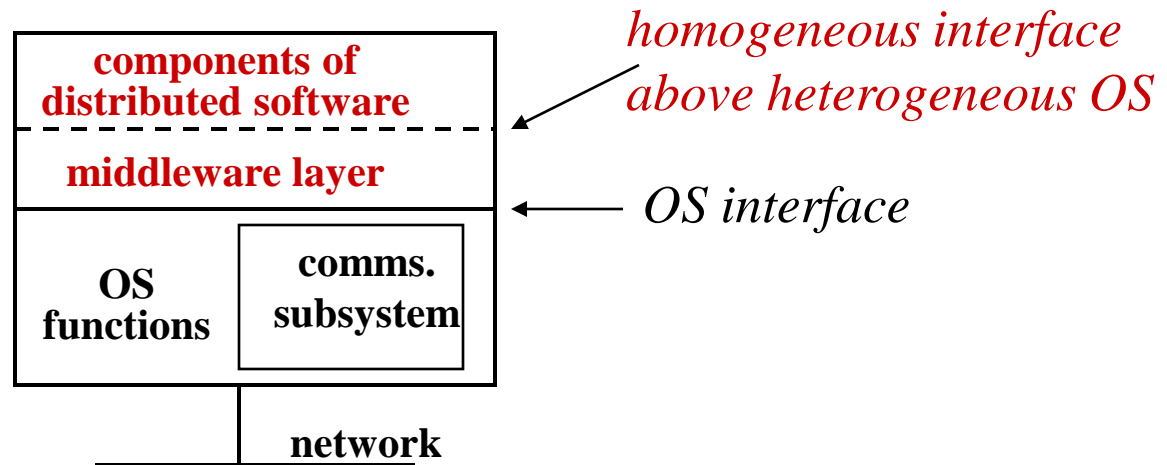 components of
distributed software
homogeneous interface
above heterogeneous OS
middleware layer
OS interface
OS
functions
comms.
subsystem
network